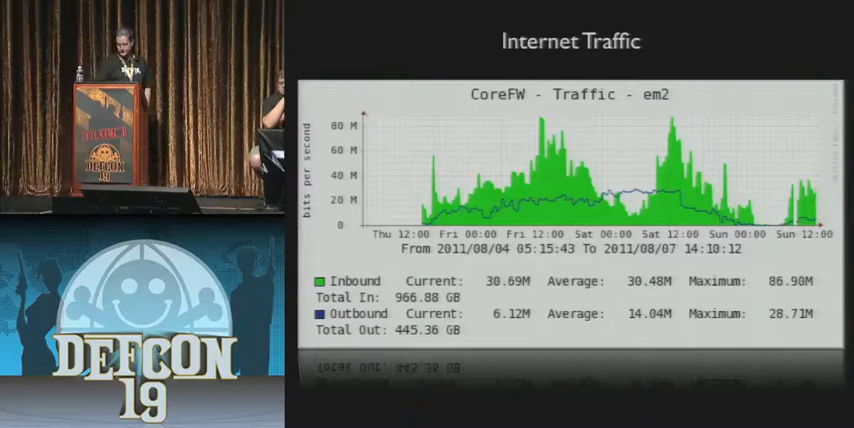 Internet Traffic
CoreFW - Traffic - em2
bits per second
80 M
60 M
40 M
20 M
0
Thu 12:00 Fri 00:00 Fri 12:00 Sat 00:00 Sat 12:00 Sun 00:00 Sun 12:00
From 2011/08/04 05:15:43 To 2011/08/07 14:10:12
Inbound Current: 30.69M Average: 30.48M Maximum: 86.90M
Total In: 966.88 GB
Outbound Current: 6.12M Average: 14.04M Maximum: 28.71M
Total Out: 445.36 GB
DEFCON
19
DEFCON
19